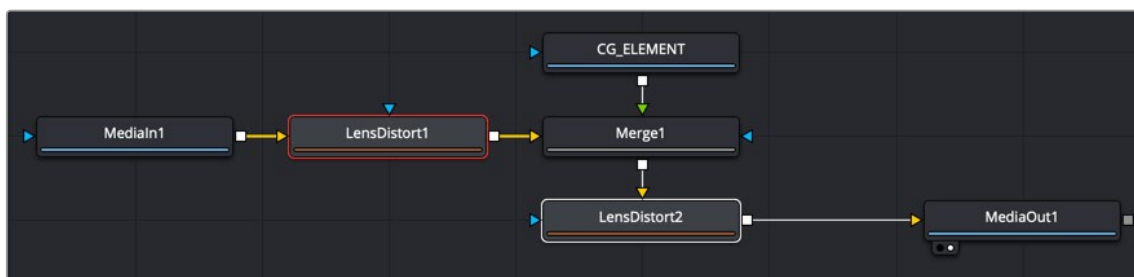 CG_ELEMENT
MediaIn1
LensDistort1
Merge1
LensDistort2
MediaOut1